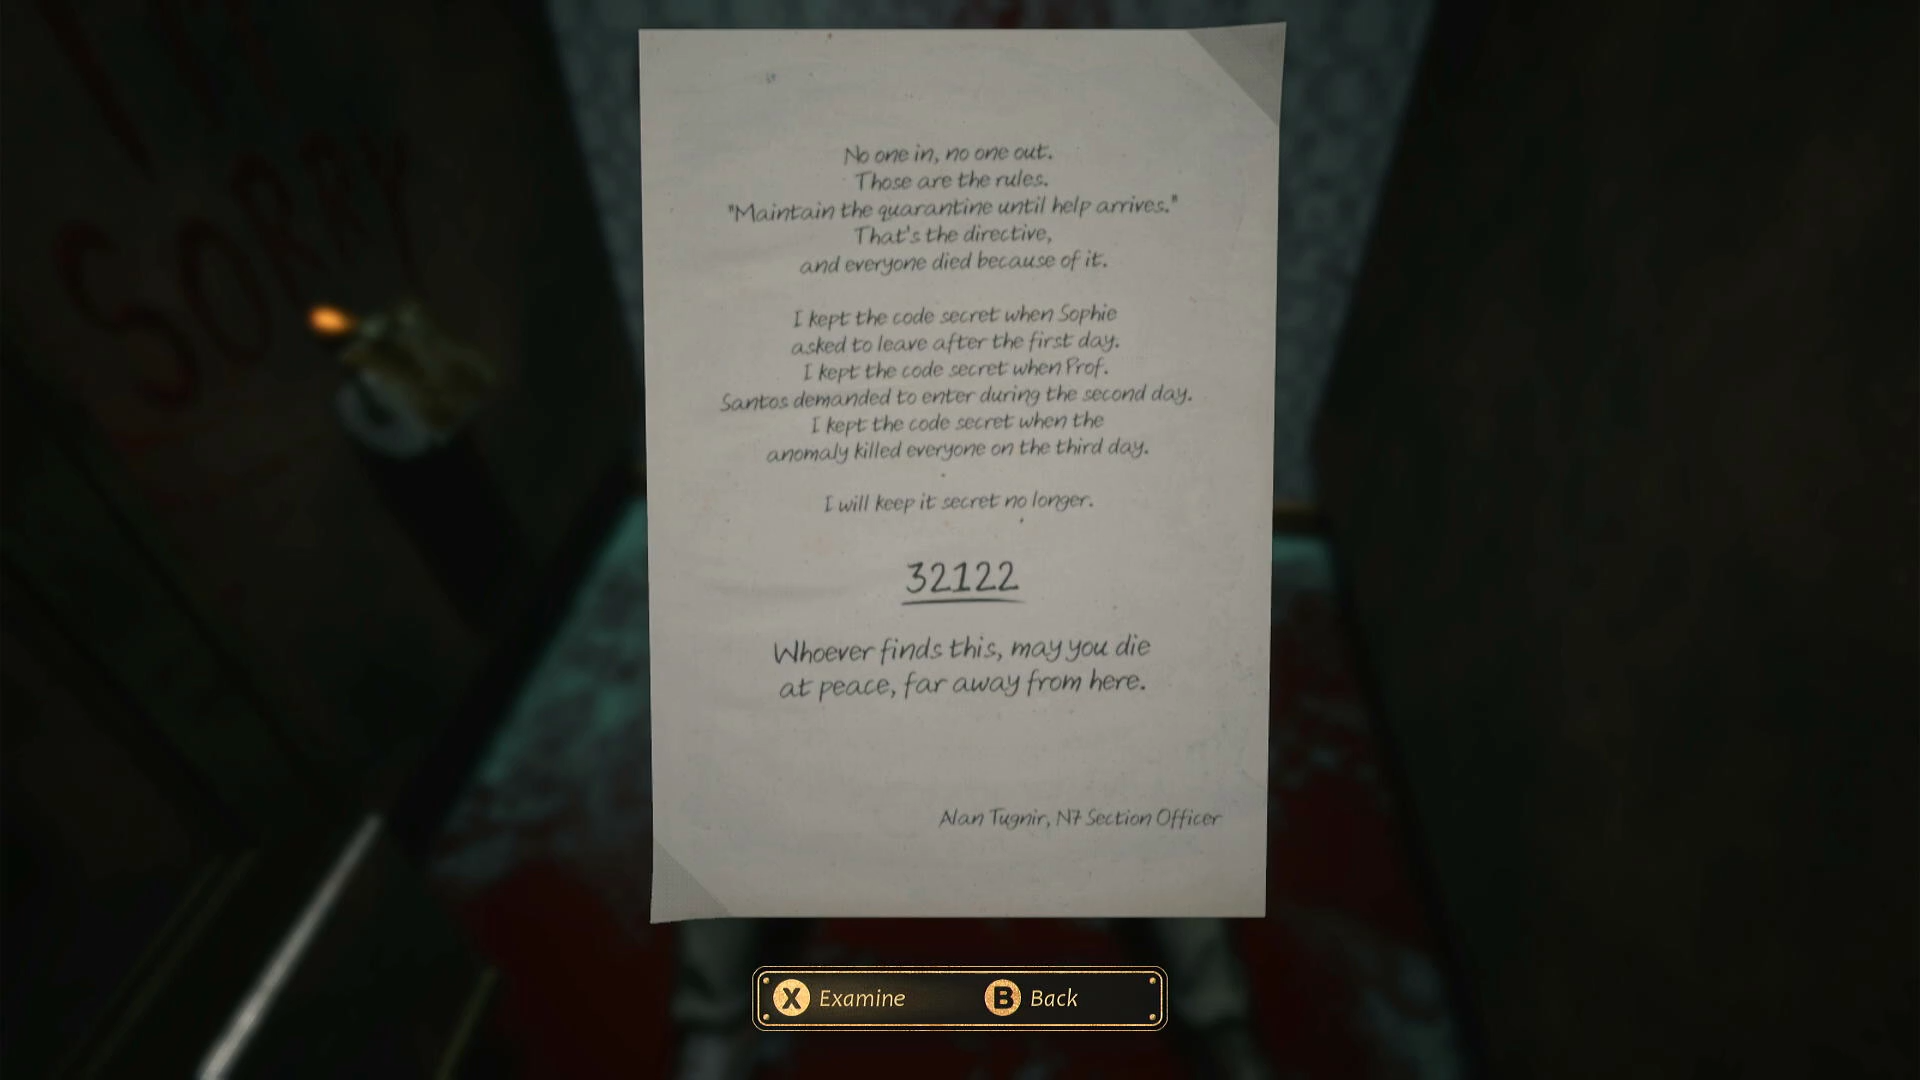 I'M
SORRY
No one in, no one out.
Those are the rules.
"Maintain the quarantine until help arrives."
That's the directive,
and everyone died because of it.
I kept the code secret when Sophie
asked to leave after the first day.
I kept the code secret when Prof.
Santos demanded to enter during the second day.
I kept the code secret when the
anomaly killed everyone on the third day.
I will keep it secret no longer.
32122
Whoever finds this, may you die
at peace, far away from here.
Alan Tugnir, N7 Section Officer
X Examine B Back